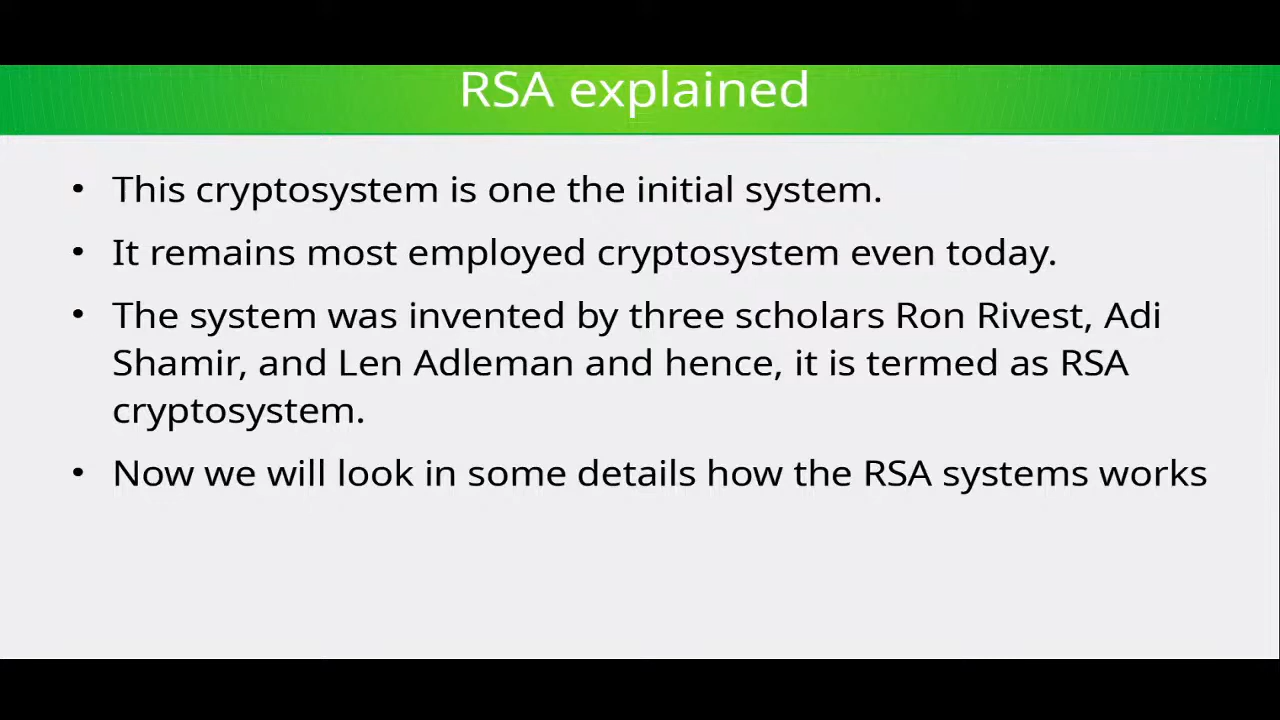 RSA explained
• This cryptosystem is one the initial system.
• It remains most employed cryptosystem even today.
• The system was invented by three scholars Ron Rivest, Adi
Shamir, and Len Adleman and hence, it is termed as RSA
cryptosystem.
• Now we will look in some details how the RSA systems works